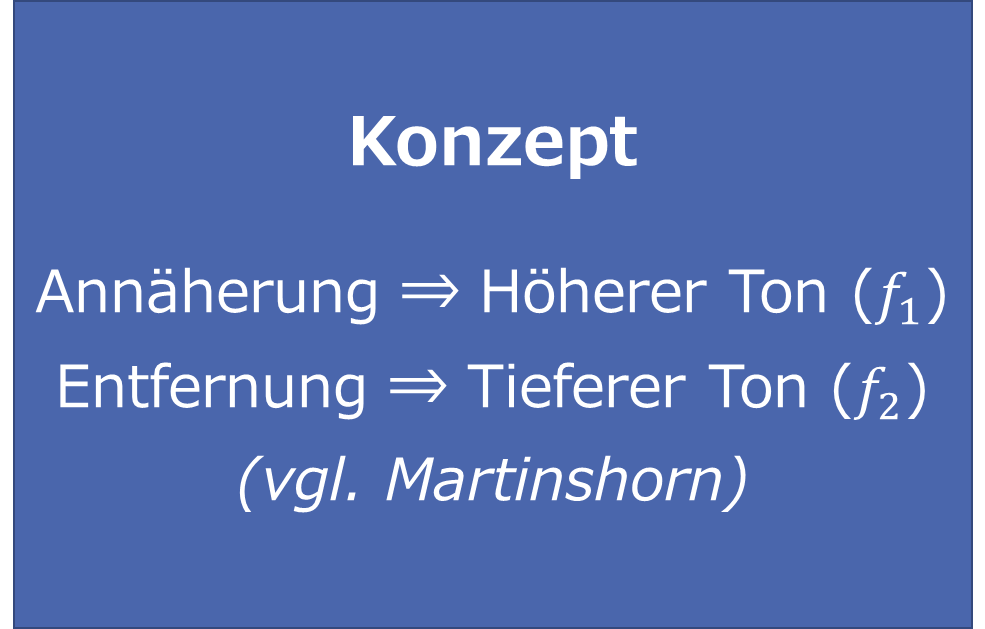 Konzept
Annäherung ⇒ Höherer Ton (f₁)
Entfernung ⇒ Tieferer Ton (f₂)
(vgl. Martinshorn)